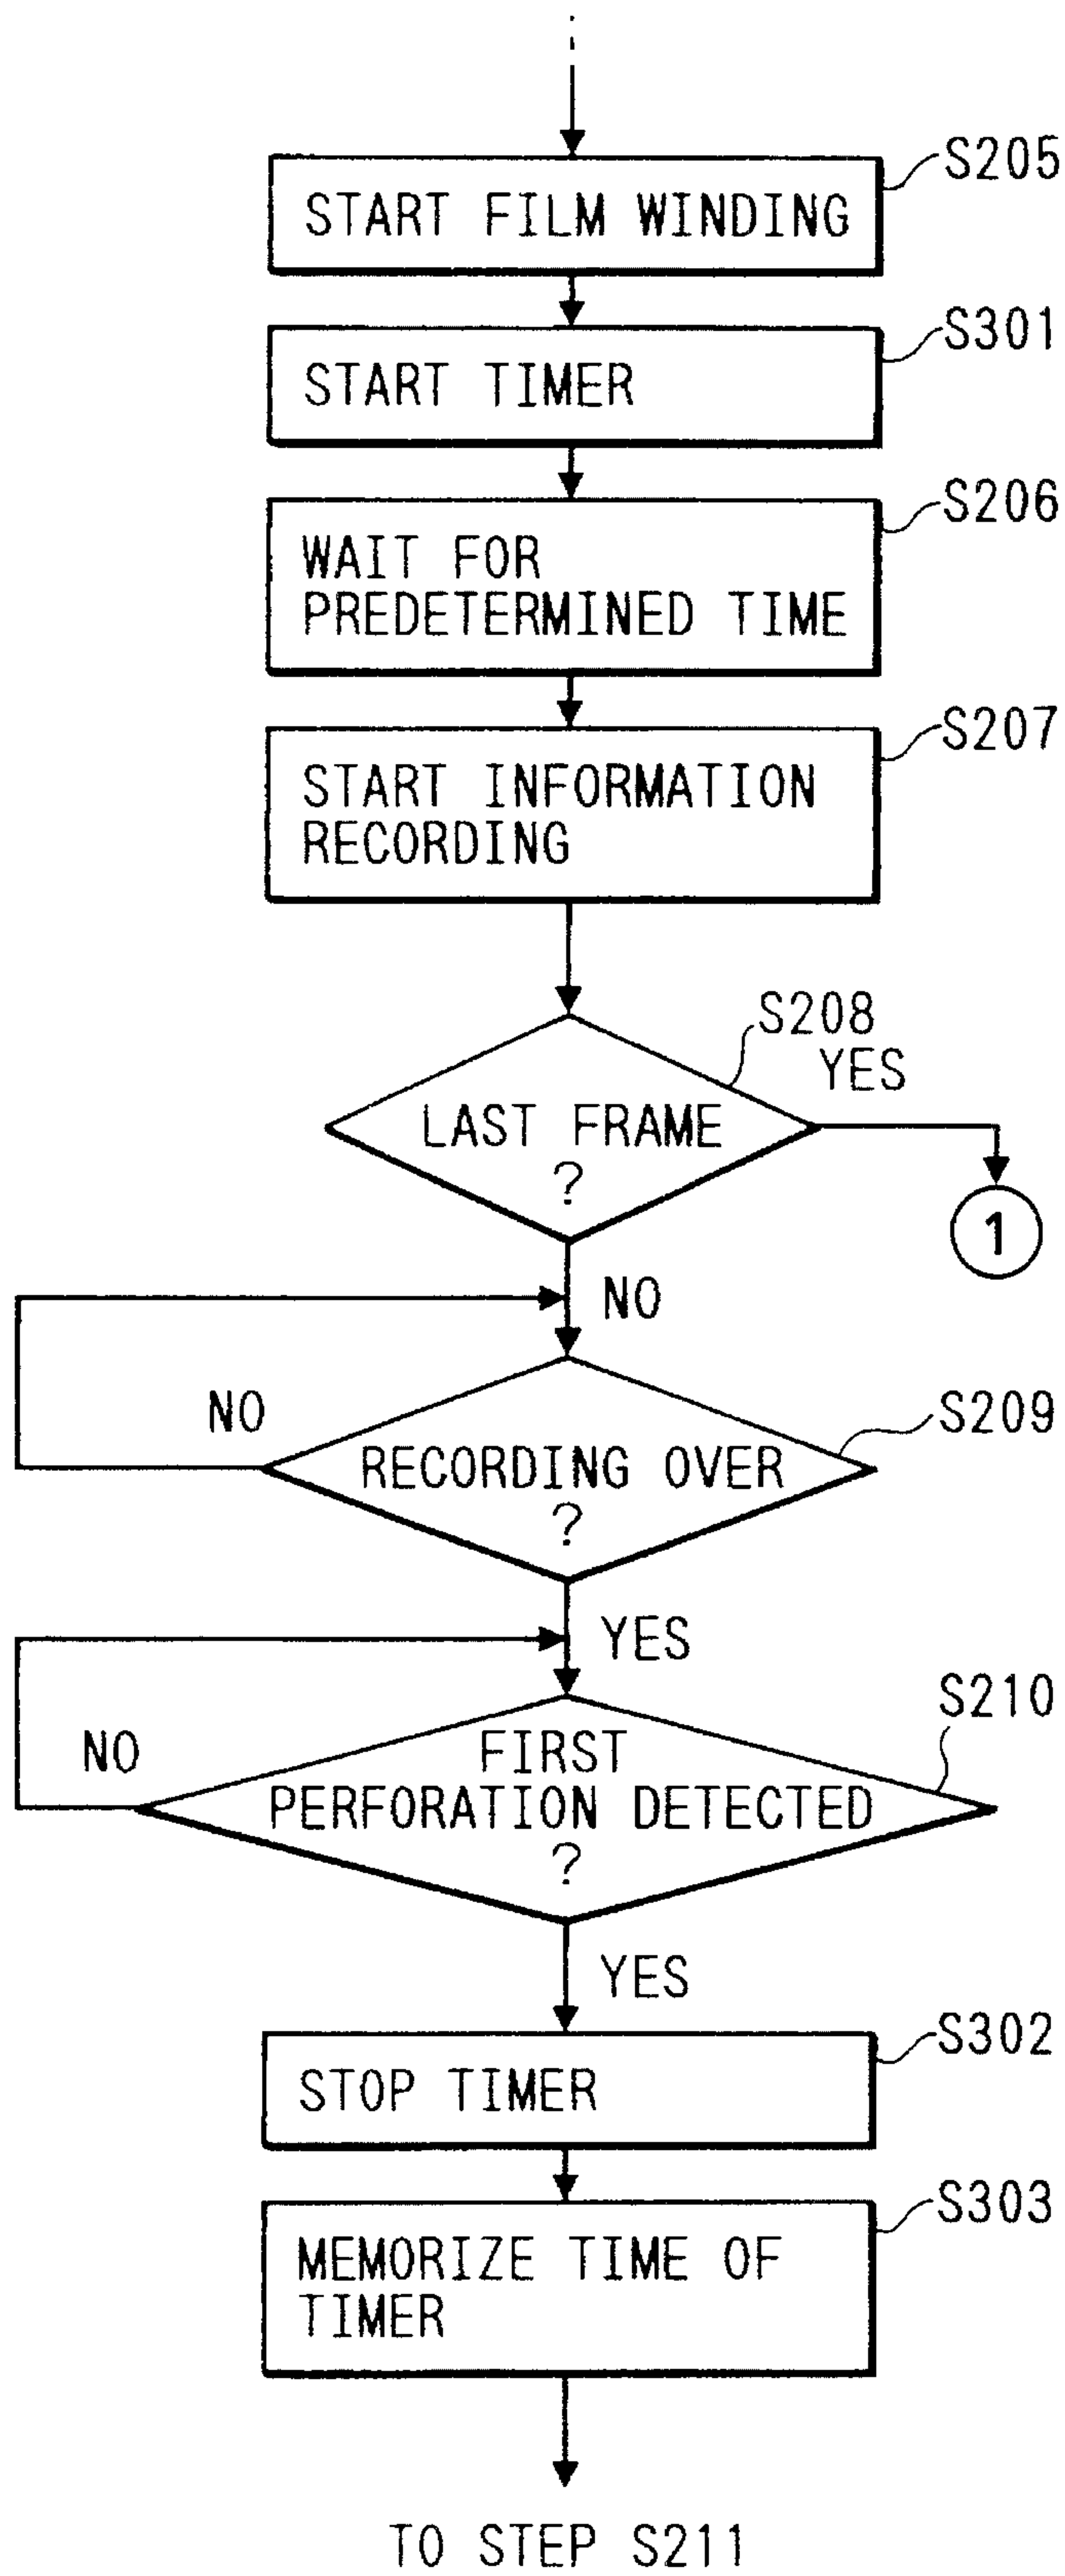 S205
START FILM WINDING
S301
START TIMER
S206
WAIT FOR
PREDETERMINED TIME
S207
START INFORMATION
RECORDING
S208
YES
LAST FRAME
?
1
NO
S209
NO
RECORDING OVER
?
YES
S210
NO
FIRST
PERFORATION DETECTED
?
YES
S302
STOP TIMER
S303
MEMORIZE TIME OF
TIMER
TO STEP S211